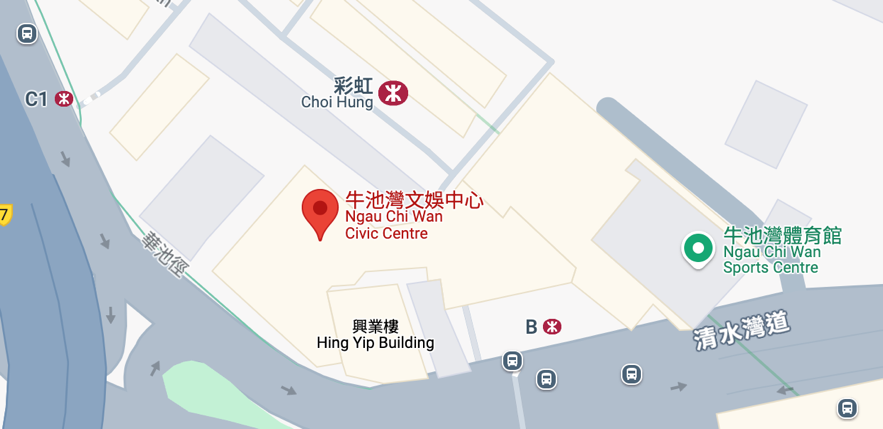 彩虹
Choi Hung
C1
7
牛池灣文娛中心
Ngau Chi Wan
Civic Centre
牛池灣體育館
Ngau Chi Wan
Sports Centre
華池徑
興業樓
Hing Yip Building
B
清水灣道